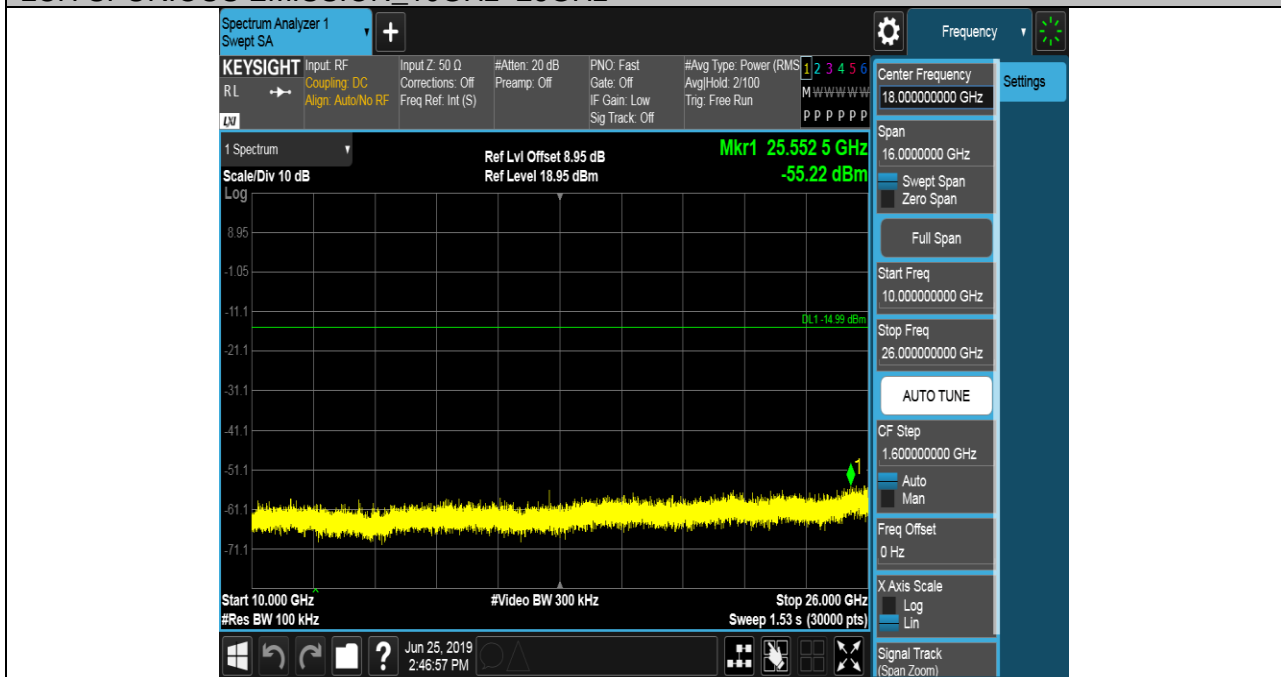 Spectrum Analyzer 1
Swept SA
+
Frequency
KEYSIGHT
RL
LXI
Input: RF
Coupling: DC
Align: Auto/No RF
Input Z: 50 Ω
Corrections: Off
Freq Ref: Int (S)
#Atten: 20 dB
Preamp: Off
PNO: Fast
Gate: Off
IF Gain: Low
Sig Track: Off
#Avg Type: Power (RMS
Avg|Hold: 2/100
Trig: Free Run
1 2 3 4 5 6
M W W W W W
P P P P P P
Center Frequency
18.000000000 GHz
Settings
Span
16.0000000 GHz
Swept Span
Zero Span
Full Span
Start Freq
10.000000000 GHz
Stop Freq
26.000000000 GHz
AUTO TUNE
CF Step
1.600000000 GHz
Auto
Man
Freq Offset
0 Hz
X Axis Scale
Log
Lin
Signal Track
(Span Zoom)
1 Spectrum
Scale/Div 10 dB
Log
Ref Lvl Offset 8.95 dB
Ref Level 18.95 dBm
Mkr1 25.552 5 GHz
-55.22 dBm
8.95
-1.05
-11.1
DL1 -14.99 dBm
-21.1
-31.1
-41.1
-51.1
1
-61.1
-71.1
Start 10.000 GHz
#Res BW 100 kHz
#Video BW 300 kHz
Stop 26.000 GHz
Sweep 1.53 s (30000 pts)
?
Jun 25, 2019
2:46:57 PM